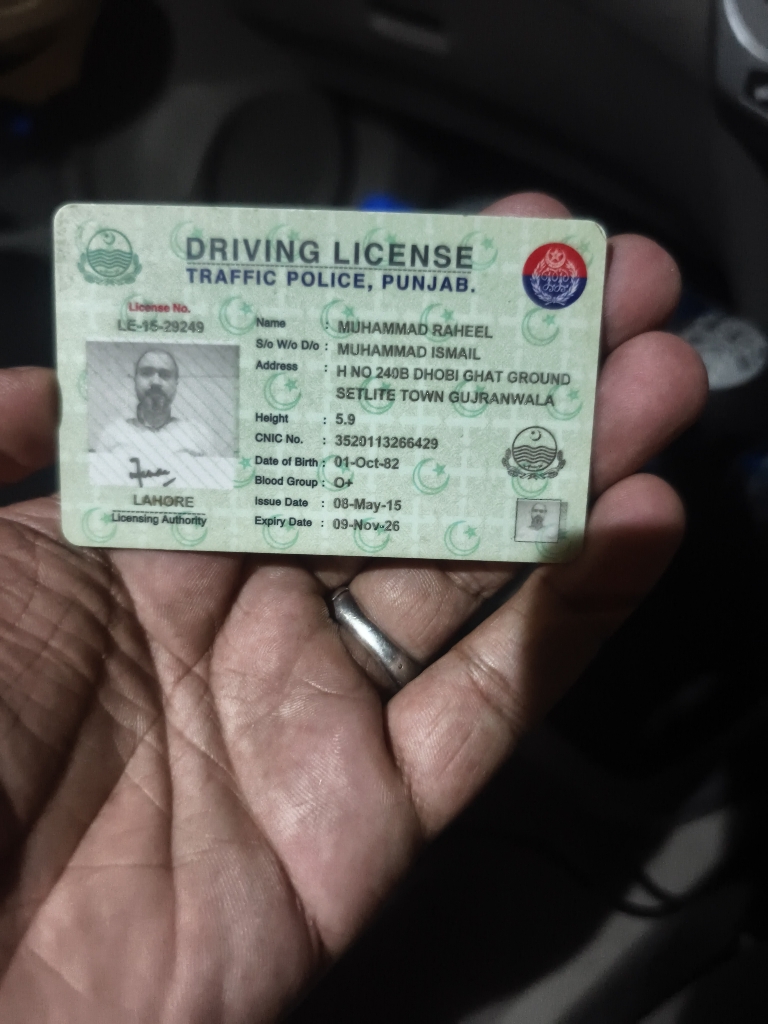 DRIVING LICENSE
TRAFFIC POLICE, PUNJAB.
License No.
LE-15-29249
Name : MUHAMMAD RAHEEL
S/o W/o D/o : MUHAMMAD ISMAIL
Address : H NO 240B DHOBI GHAT GROUND
SETLITE TOWN GUJRANWALA
Height : 5.9
CNIC No. : 3520113266429
Date of Birth : 01-Oct-82
Blood Group : O+
Issue Date : 08-May-15
Expiry Date : 09-Nov-26
LAHORE
Licensing Authority